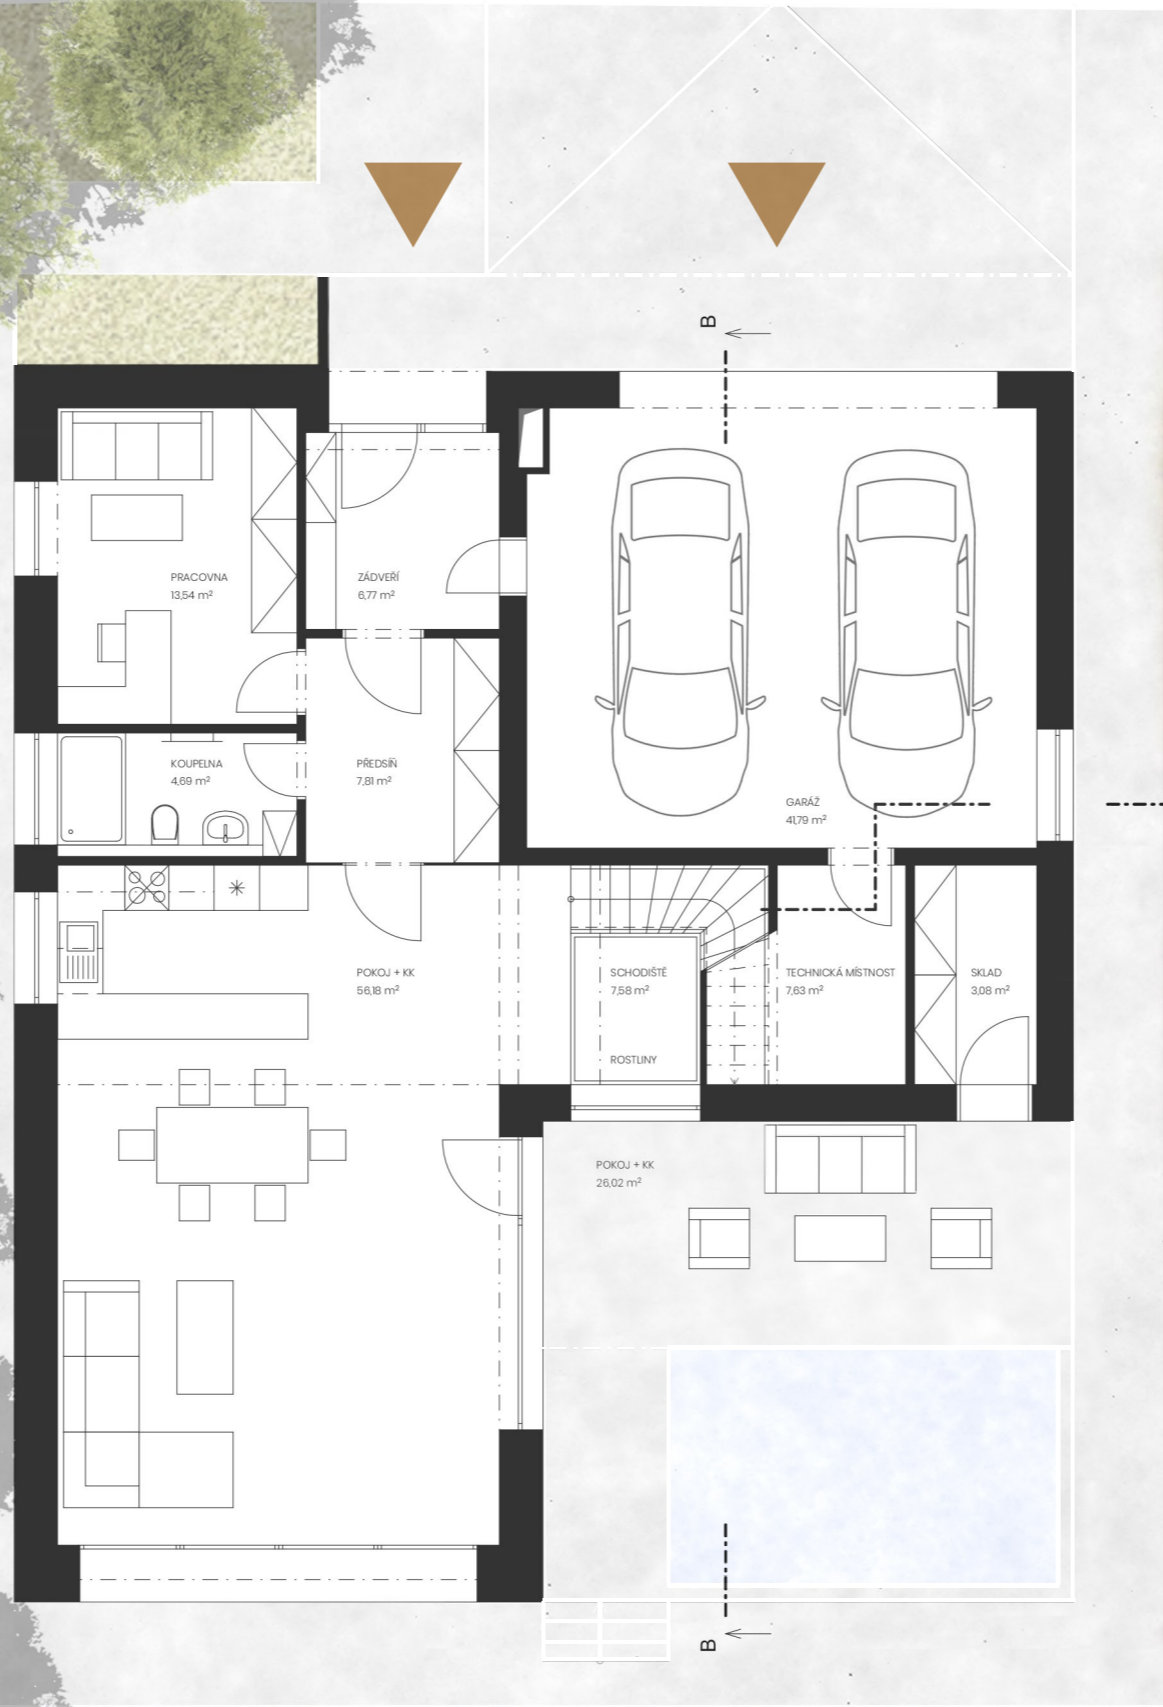 B
PRACOVNA
13,54 m²
ZÁDVEŘÍ
6,77 m²
KOUPELNA
4,69 m²
PŘEDSÍŇ
7,81 m²
GARÁŽ
41,79 m²
POKOJ + KK
56,18 m²
SCHODIŠTĚ
7,58 m²
TECHNICKÁ MÍSTNOST
7,63 m²
SKLAD
3,08 m²
ROSTLINY
POKOJ + KK
26,02 m²
B